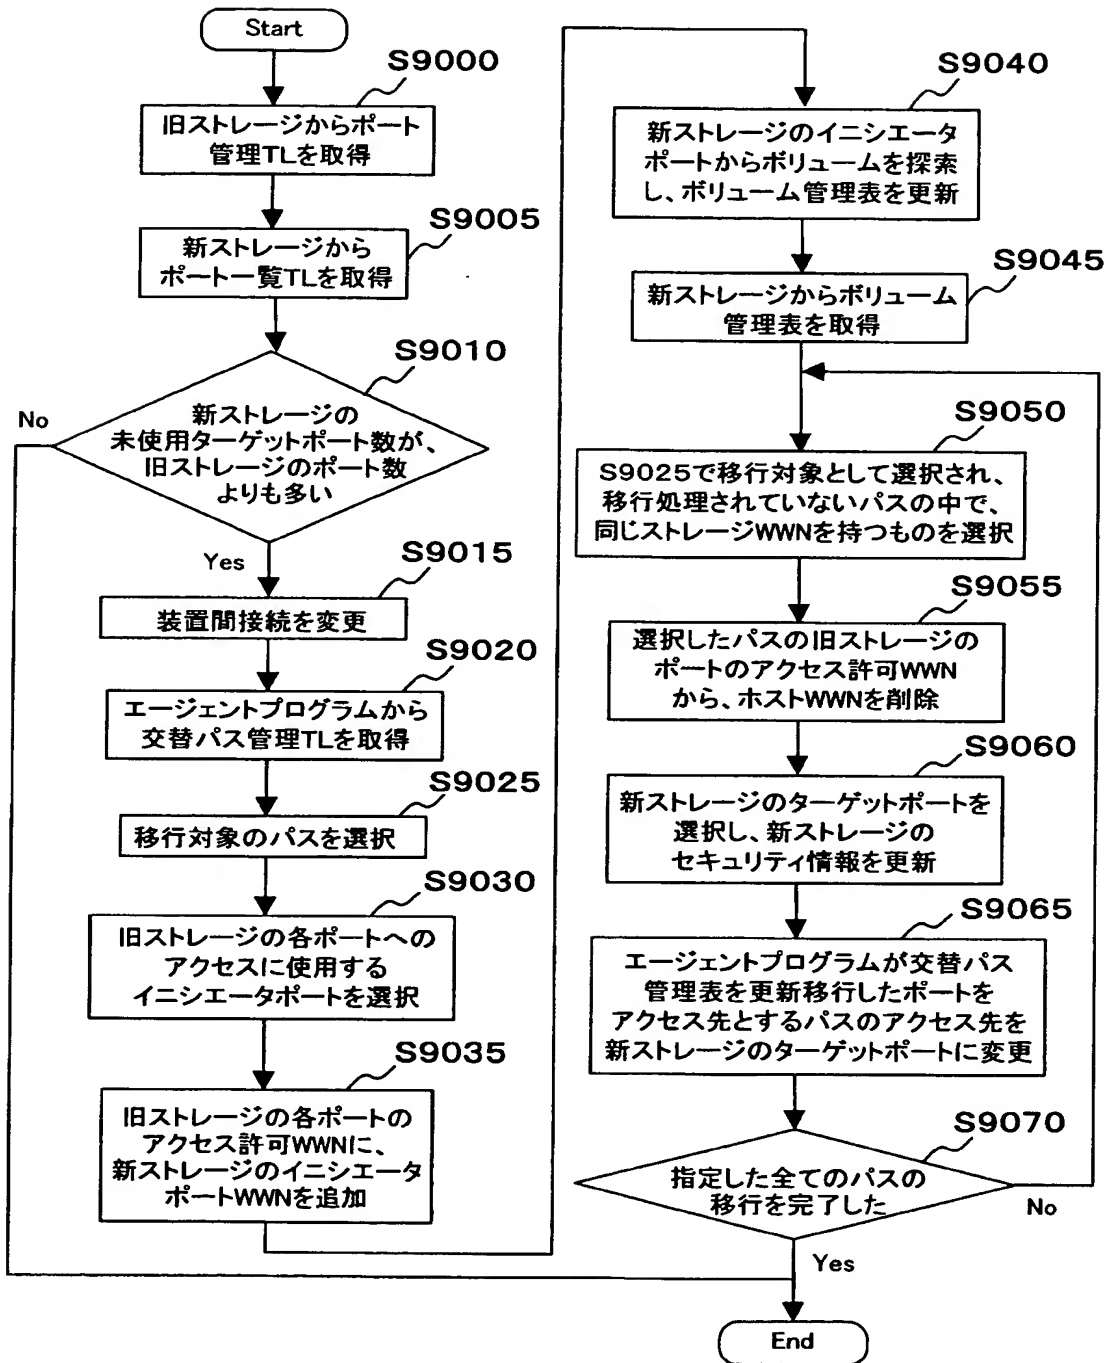 Start
S9000
旧ストレージからポート
管理TLを取得
S9005
新ストレージから
ポート一覧TLを取得
S9010
No
新ストレージの
未使用ターゲットポート数が、
旧ストレージのポート数
よりも多い
Yes
S9015
装置間接続を変更
S9020
エージェントプログラムから
交替パス管理TLを取得
S9025
移行対象のパスを選択
S9030
旧ストレージの各ポートへの
アクセスに使用する
イニシエータポートを選択
S9035
旧ストレージの各ポートの
アクセス許可WWNに、
新ストレージのイニシエータ
ポートWWNを追加
S9040
新ストレージのイニシエータ
ポートからボリュームを探索
し、ボリューム管理表を更新
S9045
新ストレージからボリューム
管理表を取得
S9050
S9025で移行対象として選択され、
移行処理されていないパスの中で、
同じストレージWWNを持つものを選択
S9055
選択したパスの旧ストレージの
ポートのアクセス許可WWN
から、ホストWWNを削除
S9060
新ストレージのターゲットポートを
選択し、新ストレージの
セキュリティ情報を更新
S9065
エージェントプログラムが交替パス
管理表を更新移行したポートを
アクセス先とするパスのアクセス先を
新ストレージのターゲットポートに変更
S9070
指定した全てのパスの
移行を完了した
No
Yes
End